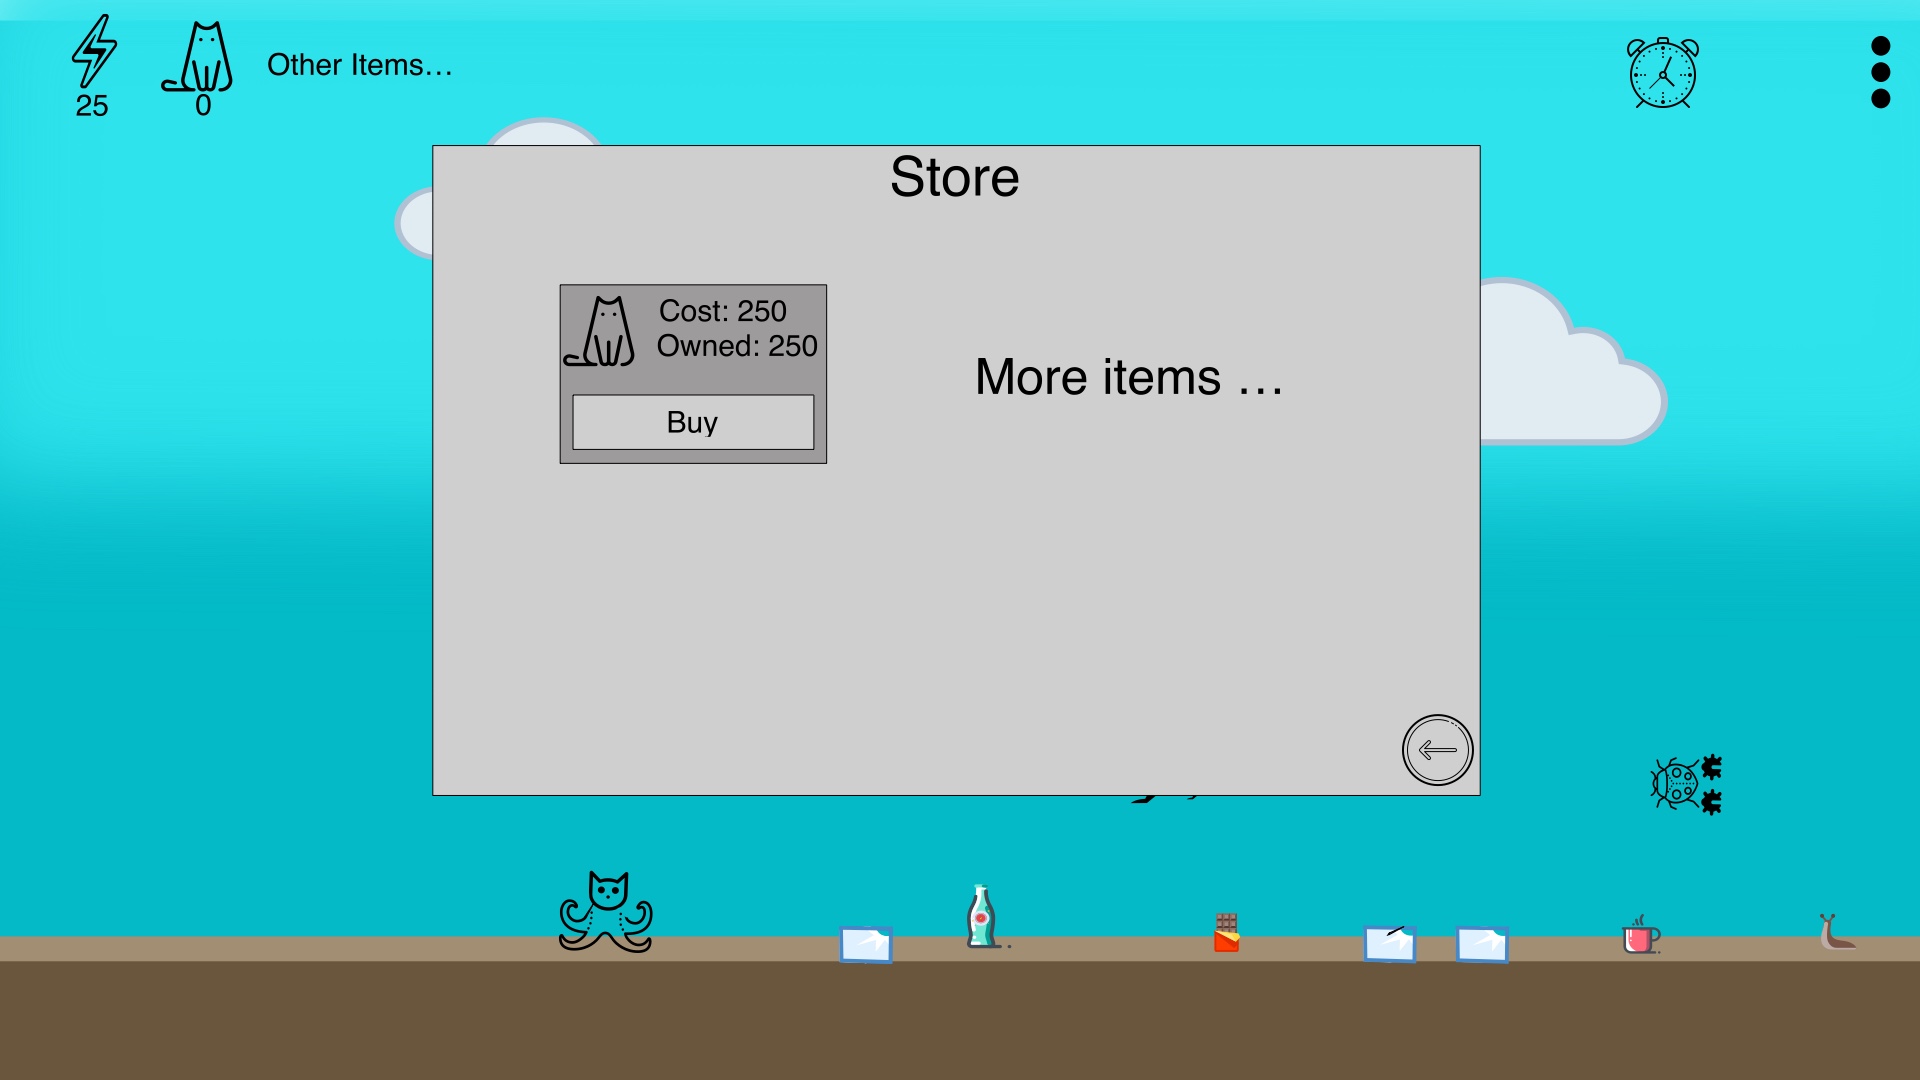 25
0
Other Items…
Store
Cost: 250
Owned: 250
Buy
More items …